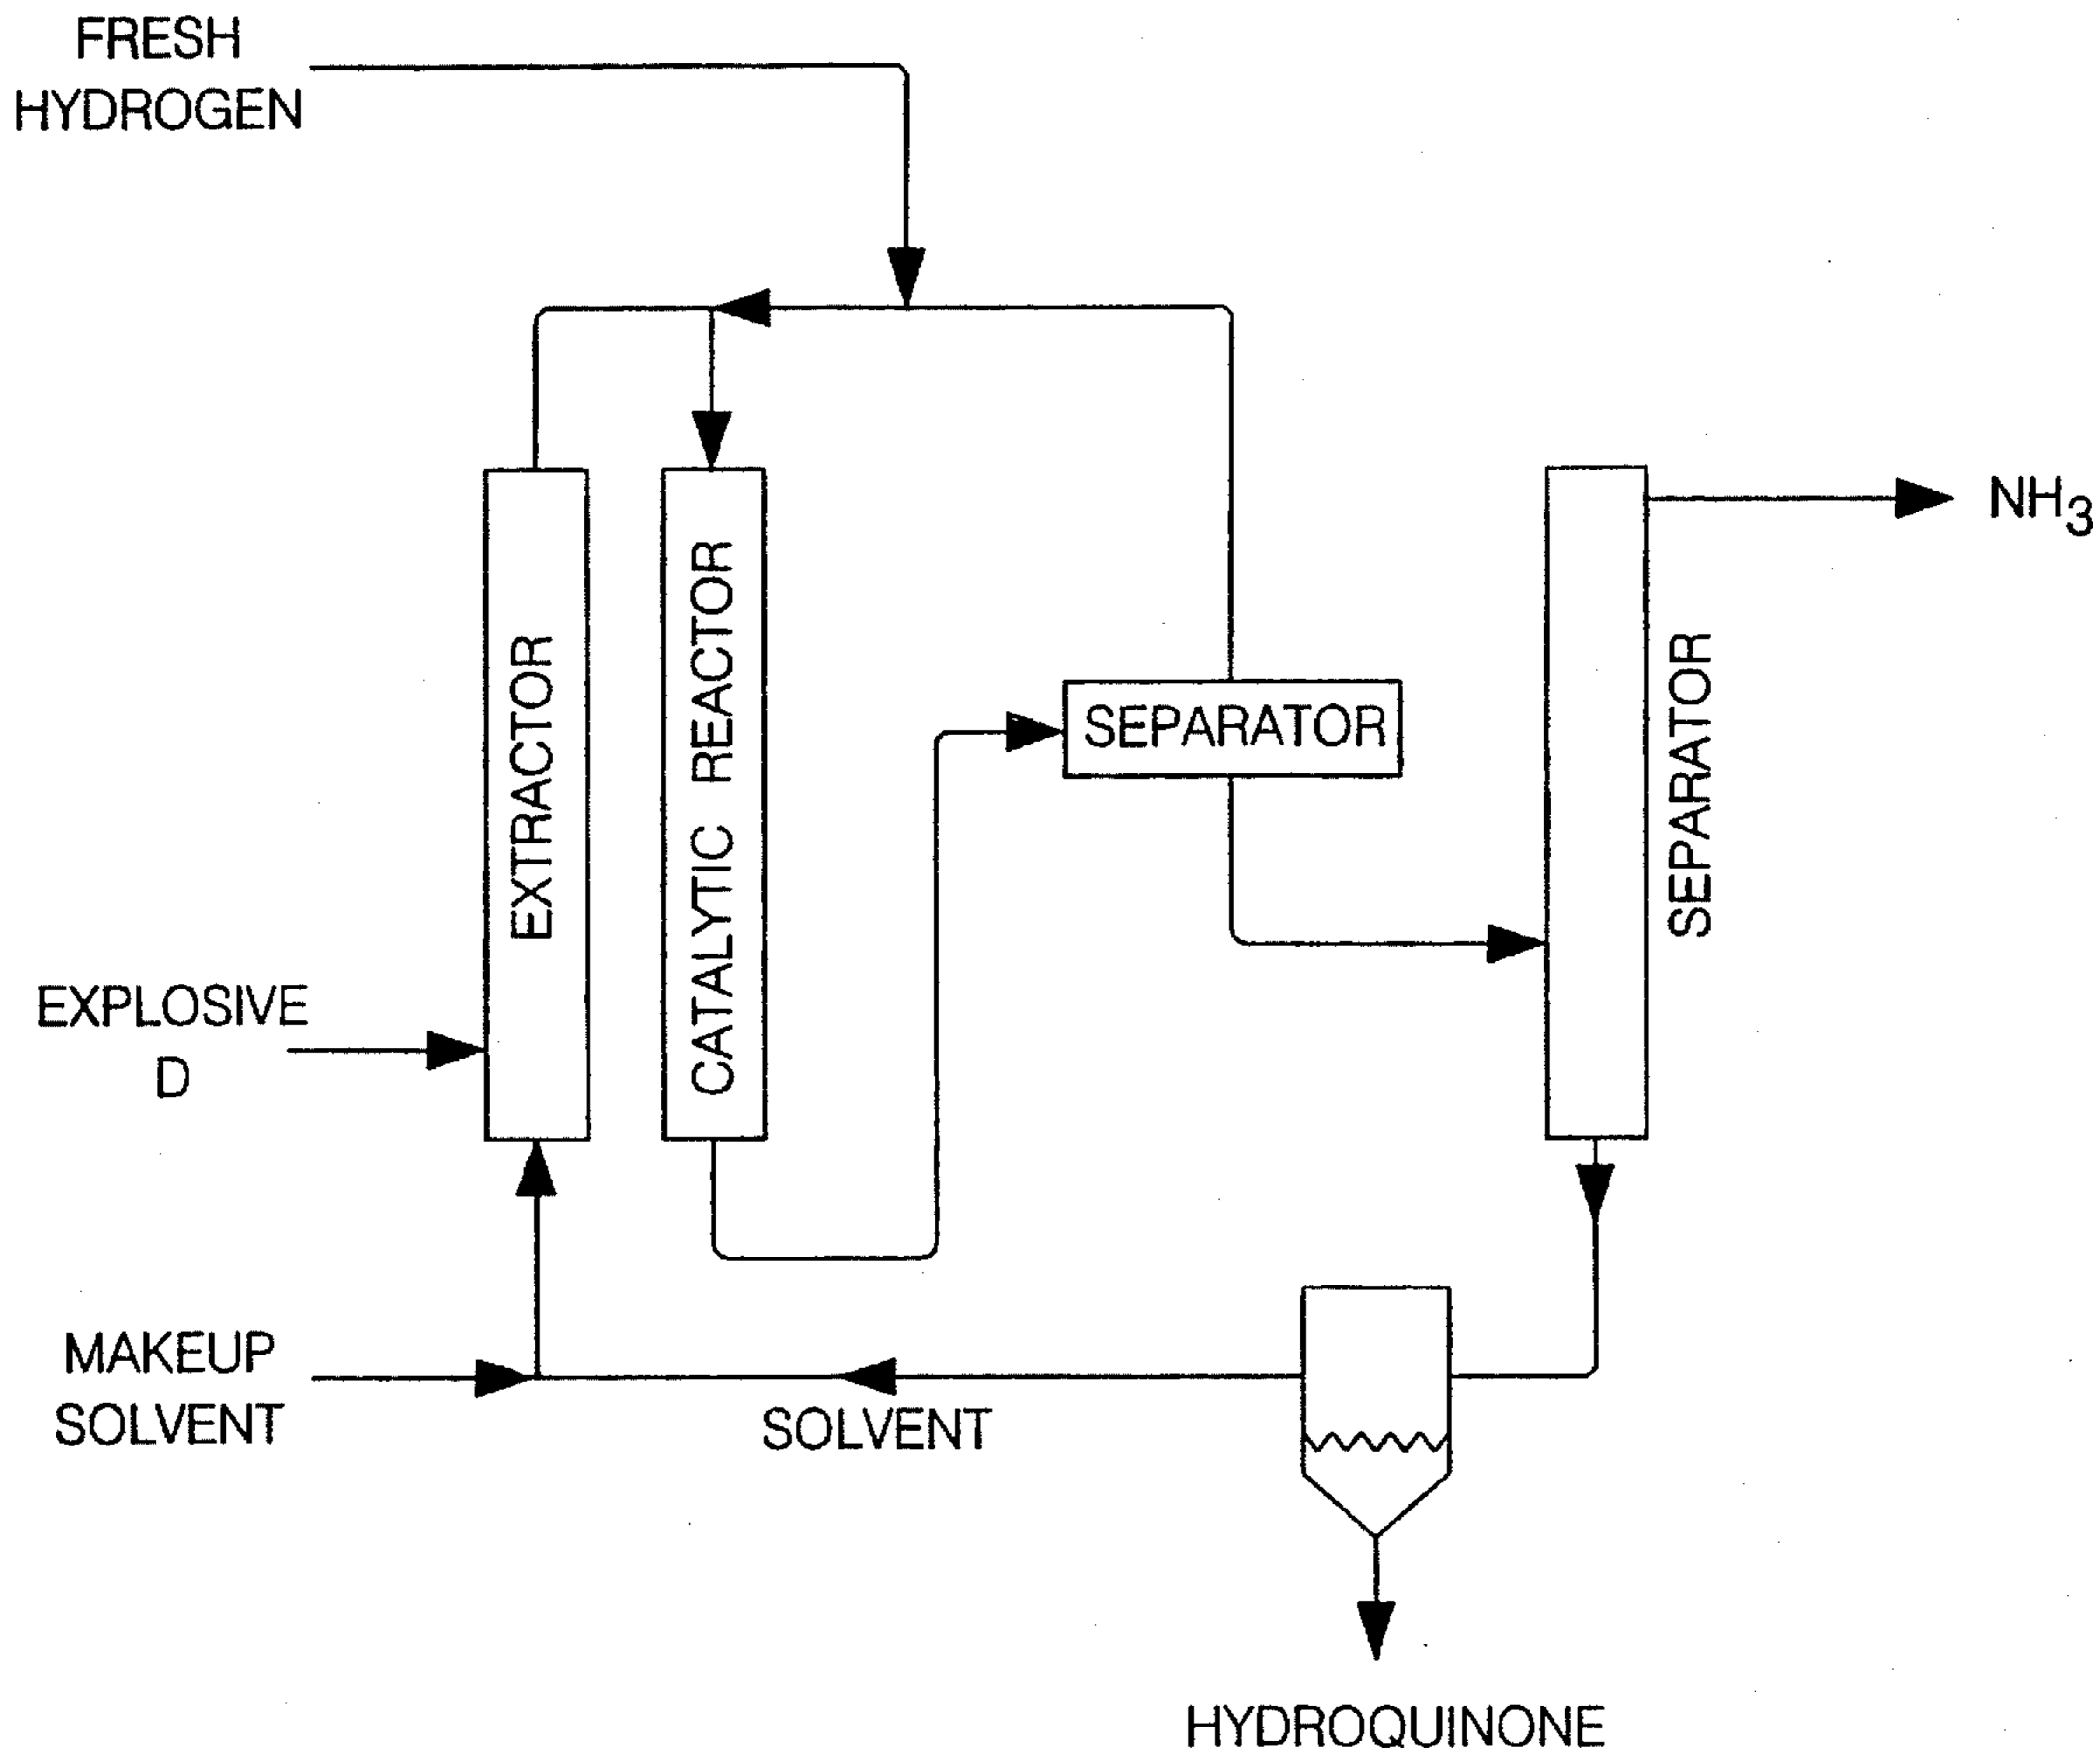 FRESH
HYDROGEN
NH3
EXTRACTOR
CATALYTIC REACTOR
SEPARATOR
SEPARATOR
EXPLOSIVE
D
MAKEUP
SOLVENT
SOLVENT
HYDROQUINONE